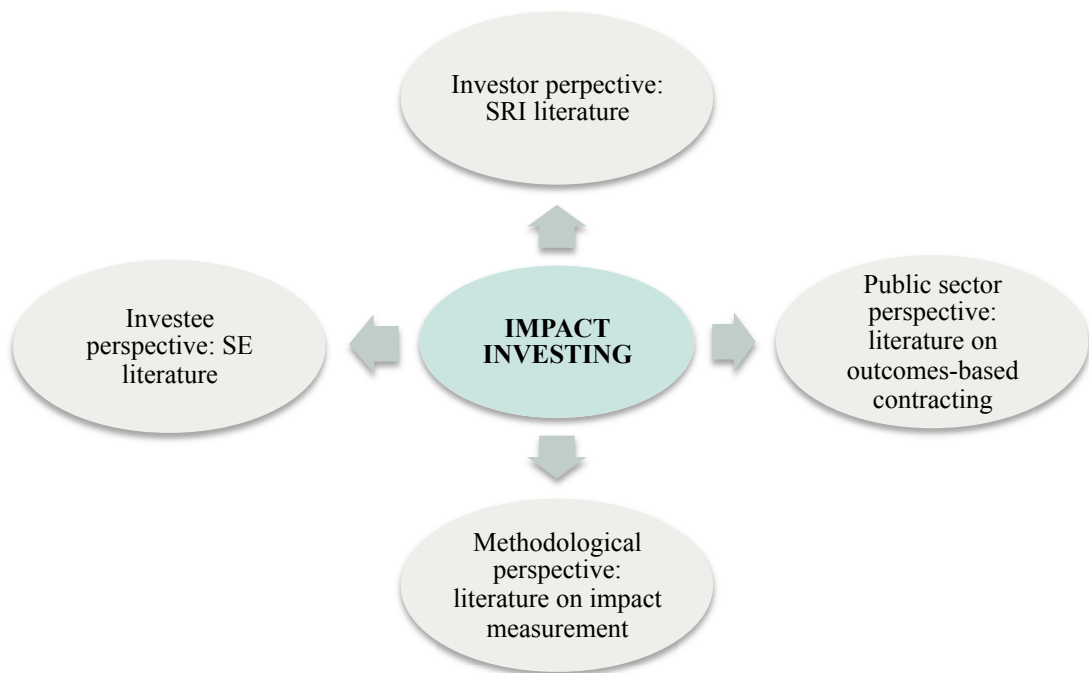 Investor perpective:
SRI literature
Investee
perspective: SE
literature
IMPACT
INVESTING
Public sector
perspective:
literature on
outcomes-based
contracting
Methodological
perspective:
literature on impact
measurement